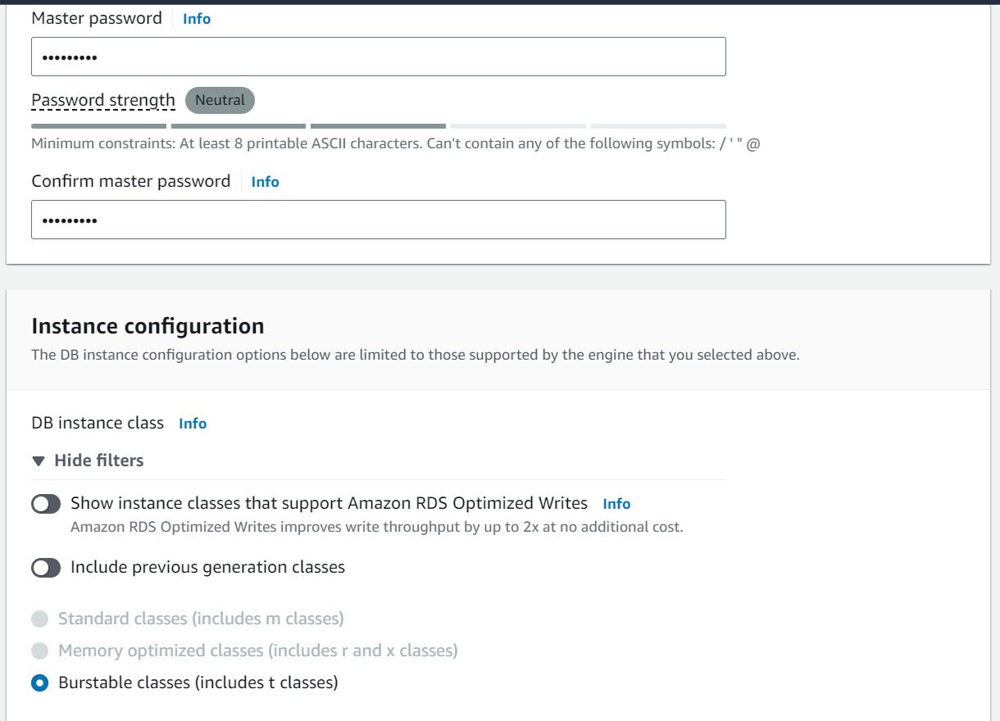 Master password Info
•••••••••
Password strength Neutral
Minimum constraints: At least 8 printable ASCII characters. Can't contain any of the following symbols: / ' " @
Confirm master password Info
•••••••••
Instance configuration
The DB instance configuration options below are limited to those supported by the engine that you selected above.
DB instance class Info
Hide filters
Show instance classes that support Amazon RDS Optimized Writes Info
Amazon RDS Optimized Writes improves write throughput by up to 2x at no additional cost.
Include previous generation classes
Standard classes (includes m classes)
Memory optimized classes (includes r and x classes)
Burstable classes (includes t classes)